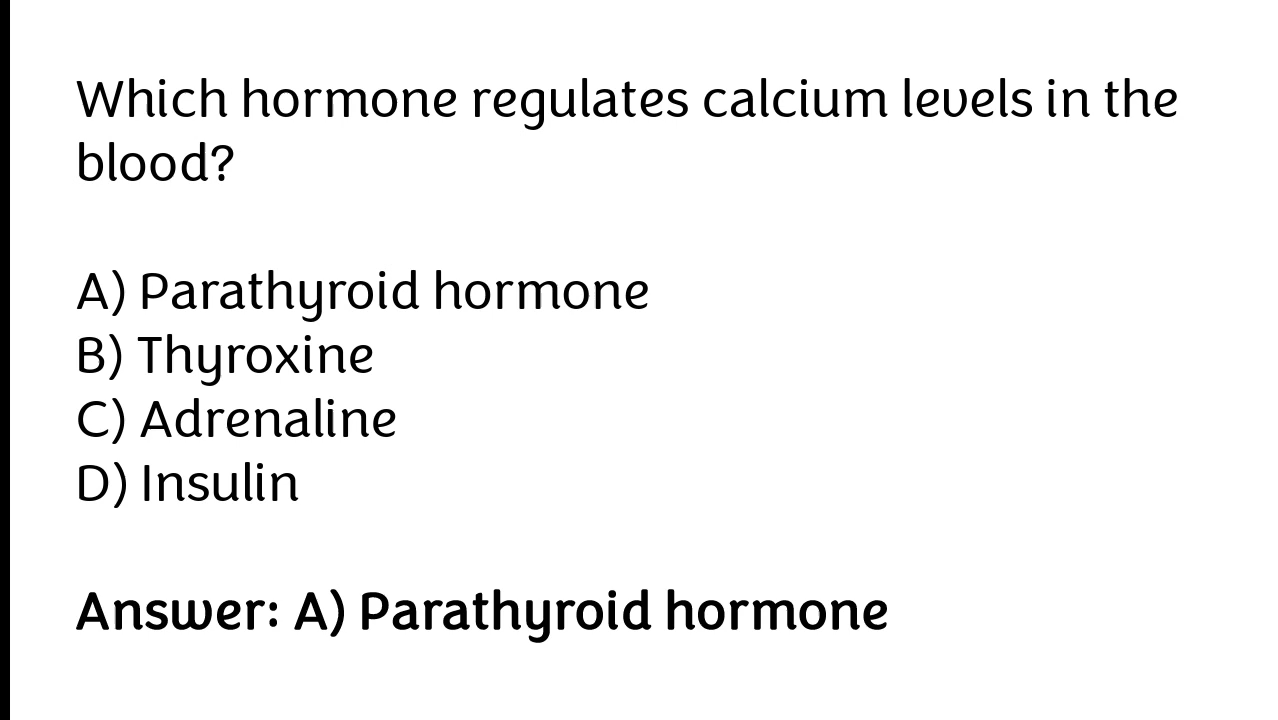 Which hormone regulates calcium levels in the
blood?
A) Parathyroid hormone
B) Thyroxine
C) Adrenaline
D) Insulin
Answer: A) Parathyroid hormone